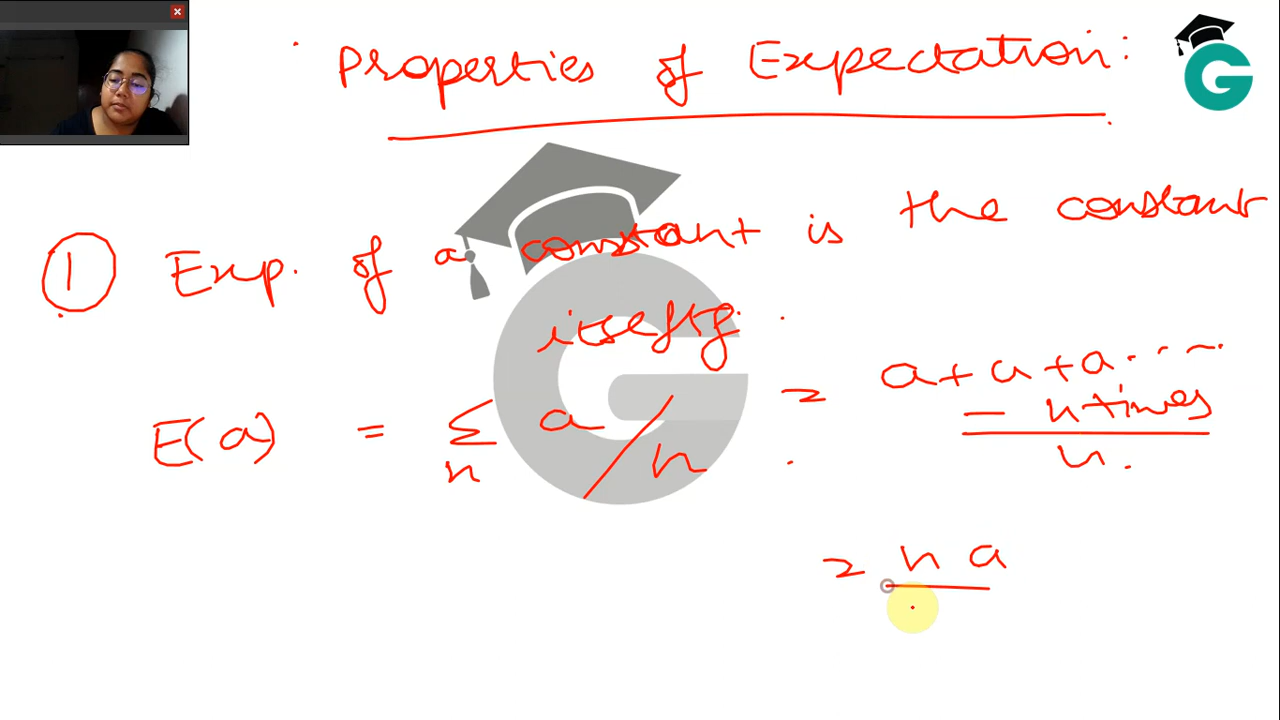 Properties of Expectation:
① Exp. of a constant is the constant
itself.
E(a) = Σ a / n = a + a + a ......
n
– n times
n.
= n a